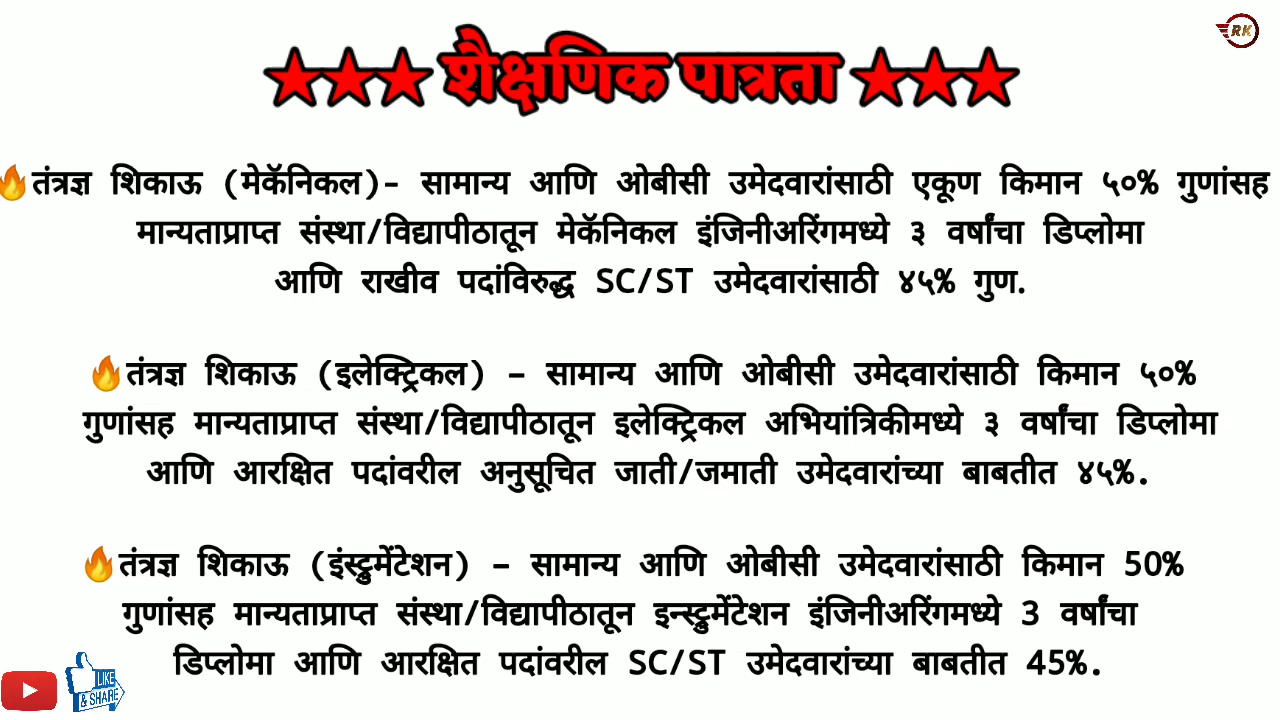 RK
★★★ शैक्षणिक पात्रता ★★★
🔥तंत्रज्ञ शिकाऊ (मेकॅनिकल)- सामान्य आणि ओबीसी उमेदवारांसाठी एकूण किमान ५०% गुणांसह
मान्यताप्राप्त संस्था/विद्यापीठातून मेकॅनिकल इंजिनीअरिंगमध्ये ३ वर्षांचा डिप्लोमा
आणि राखीव पदांविरुद्ध SC/ST उमेदवारांसाठी ४५% गुण.
🔥तंत्रज्ञ शिकाऊ (इलेक्ट्रिकल) – सामान्य आणि ओबीसी उमेदवारांसाठी किमान ५०%
गुणांसह मान्यताप्राप्त संस्था/विद्यापीठातून इलेक्ट्रिकल अभियांत्रिकीमध्ये ३ वर्षांचा डिप्लोमा
आणि आरक्षित पदांवरील अनुसूचित जाती/जमाती उमेदवारांच्या बाबतीत ४५%.
🔥तंत्रज्ञ शिकाऊ (इंस्ट्रुमेंटेशन) – सामान्य आणि ओबीसी उमेदवारांसाठी किमान 50%
गुणांसह मान्यताप्राप्त संस्था/विद्यापीठातून इन्स्ट्रुमेंटेशन इंजिनीअरिंगमध्ये 3 वर्षांचा
डिप्लोमा आणि आरक्षित पदांवरील SC/ST उमेदवारांच्या बाबतीत 45%.
LIKE
& SHARE